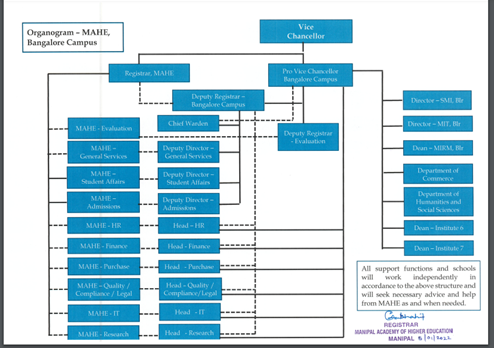 Organogram – MAHE,
Bangalore Campus
Vice
Chancellor
Registrar, MAHE
Pro Vice Chancellor
Bangalore Campus
Deputy Registrar –
Bangalore Campus
Chief Warden
Deputy Registrar
- Evaluation
MAHE - Evaluation
MAHE –
General Services
Deputy Director –
General Services
MAHE –
Student Affairs
Deputy Director –
Student Affairs
MAHE –
Admissions
Deputy Director –
Admissions
MAHE - HR
Head – HR
MAHE - Finance
Head - Finance
MAHE - Purchase
Head - Purchase
MAHE – Quality /
Compliance / Legal
Head - Quality /
Compliance/Legal
MAHE - IT
Head - IT
MAHE - Research
Head - Research
Director – SMI, Blr
Director – MIT, Blr
Dean – MIRM, Blr
Department of
Commerce
Department of
Humanities and
Social Sciences
Dean – Institute 6
Dean – Institute 7
All support functions and schools
will work independently in
accordance to the above structure and
will seek necessary advice and help
from MAHE as and when needed.
REGISTRAR
MANIPAL ACADEMY OF HIGHER EDUCATION
MANIPAL 8/01/2022